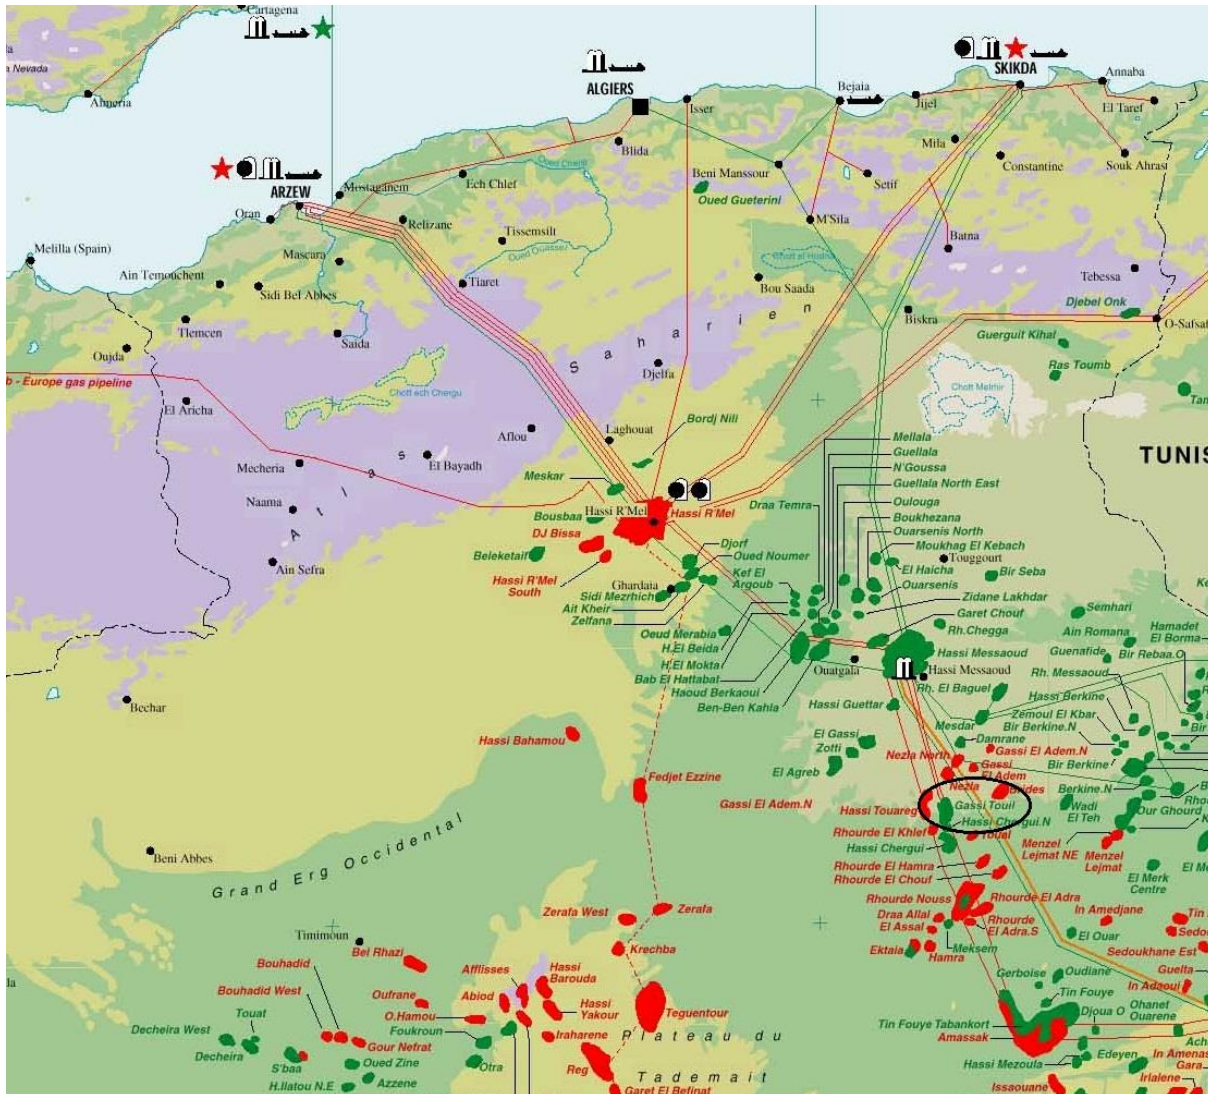 Cartagena
a Nevada
Almeria
ALGIERS
Isser
Bejaia
Jijel
SKIKDA
Annaba
El Taref
Blida
Mila
Constantine
Souk Ahrasi
Beni Manssour
Setif
Oued Gueterini
ARZEW
Mostaganem
Ech Chlef
Oued Cheriff
Oran
Relizane
Tissemsilt
Oued Ouassez
M'Sila
Batna
Melilla (Spain)
Mascara
Chott el Hodna
Tebessa
Ain Temouchent
Sidi Bel Abbes
Tiaret
Bou Saada
Djebel Onk
Tlemcen
Saida
Biskra
O-Safsaf
Oujda
Saharien
Guerguit Kihal
Djelfa
Ras Toumb
b - Europe gas pipeline
Chott ech Chergu
Chott Melrhir
Tan
El Aricha
Bordj Nili
Aflou
Laghouat
Mellala
Guellala
TUNIS
Mecheria
El Bayadh
N'Goussa
Atlas
Meskar
Guellala North East
Naama
Draa Temra
Oulouga
Hassi R'Mel
Hassi R'Mel
Bousbaa
Boukhezana
DJ Bissa
Ouarsenis North
Beleketaif
Djorf
Moukhag El Kebach
Oued Noumer
Touggourt
Ain Sefra
Hassi R'Mel
South
Kef El
Argoub
El Haicha
Bir Seba
Ghardaia
Ouarsenis
Sidi Mezrhich
Zidane Lakhdar
Ait Kheir
Garet Chouf
Semhari
Zelfana
Oeud Merabia
Rh.Chegga
Ain Romana
Hamadet
El Borma
H.El Beida
Hassi Messaoud
Guenafide
Bir Rebaa.O
H.El Mokta
Ouatgala
Hassi Messaoud
Rh. Messaoud
Bab El Hattabat
Haoud Berkaoui
Rh. El Baguel
Hassi Berkine
Ben-Ben Kahla
Hassi Guettar
Bechar
Mesdar
Zemoul El Kbar
Bir Berkine.N
Hassi Bahamou
El Gassi
Damrane
Zotti
Nezla North
Gassi El Adem.N
El Agreb
Gassi
El Adem
Bir Berkine
Fedjet Ezzine
Nezla
Brides
Berkine.N
Gassi El Adem.N
Hassi Touareg
Gassi Touil
Wadi
El Teh
Our Ghourd
Hassi Chergui.N
Rhourde El Khlef
Toual
Hassi Chergui
Menzel
Lejmat NE
Menzel
Lejmat
Beni Abbes
Rhourde El Hamra
Rhourde El Chouf
El Merk
Centre
Grand Erg Occidental
Rhourde Nouss
Rhourde El Adra
Zerafa West
Zerafa
Draa Allal
El Assal
Rhourde
El Adra.S
In Amedjane
Timimoun
Krechba
Ektaia
Hamra
Meksem
El Ouar
Sedoukhane Est
Bel Rhazi
Bouhadid
Afflisses
Hassi
Barouda
Gerboise
Oudiane
Guelta
Bouhadid West
Oufrane
Abiod
Hassi
Yakour
Teguentour
Tin Fouye
In Adaoui
Touat
O.Hamou
Djoua O
Ohanet
Ouarene
Decheira West
Foukroun
Iraharene
Plateau du
Tin Fouye Tabankort
Amassak
Decheira
Gour Nefrat
S'baa
Oued Zine
Otra
Reg
Hassi Mezoula
Edeyen
In Amenas
Gara
H.Ilatou N.E
Azzene
Tademait
Garet El Befinat
Issaouane
Irlalene